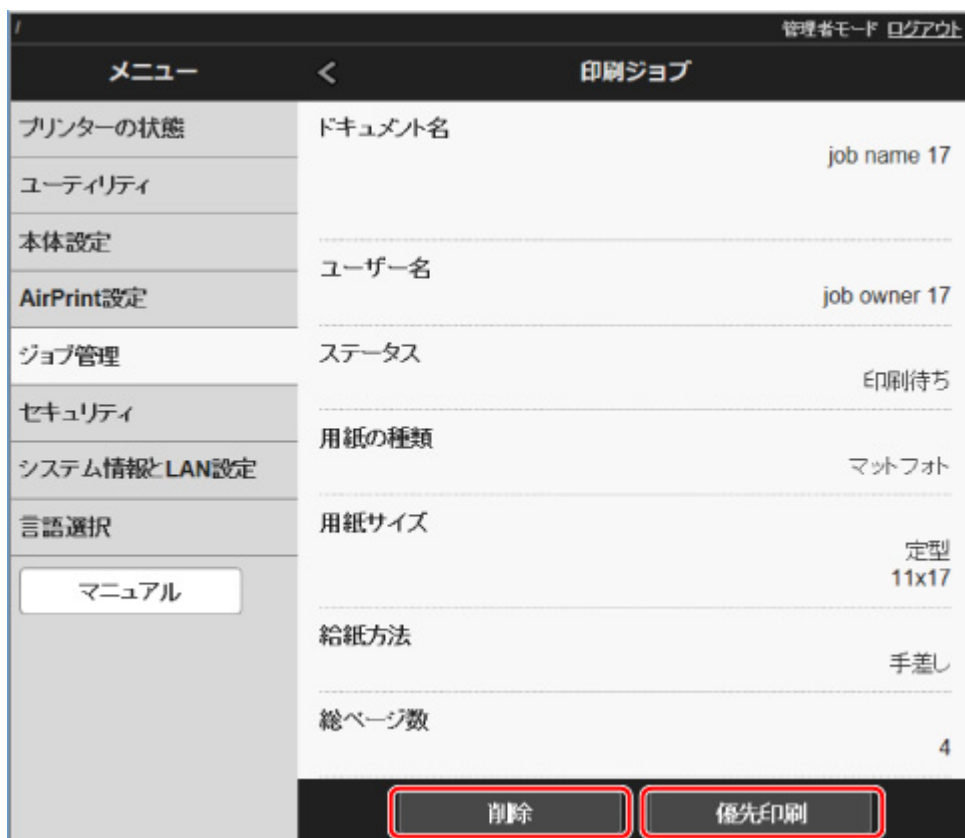 /
管理者モード ログアウト
メニュー
< 印刷ジョブ
プリンターの状態
ユーティリティ
本体設定
AirPrint設定
ジョブ管理
セキュリティ
システム情報とLAN設定
言語選択
マニュアル
ドキュメント名
job name 17
ユーザー名
job owner 17
ステータス
印刷待ち
用紙の種類
マットフォト
用紙サイズ
定型
11x17
給紙方法
手差し
総ページ数
4
削除 優先印刷